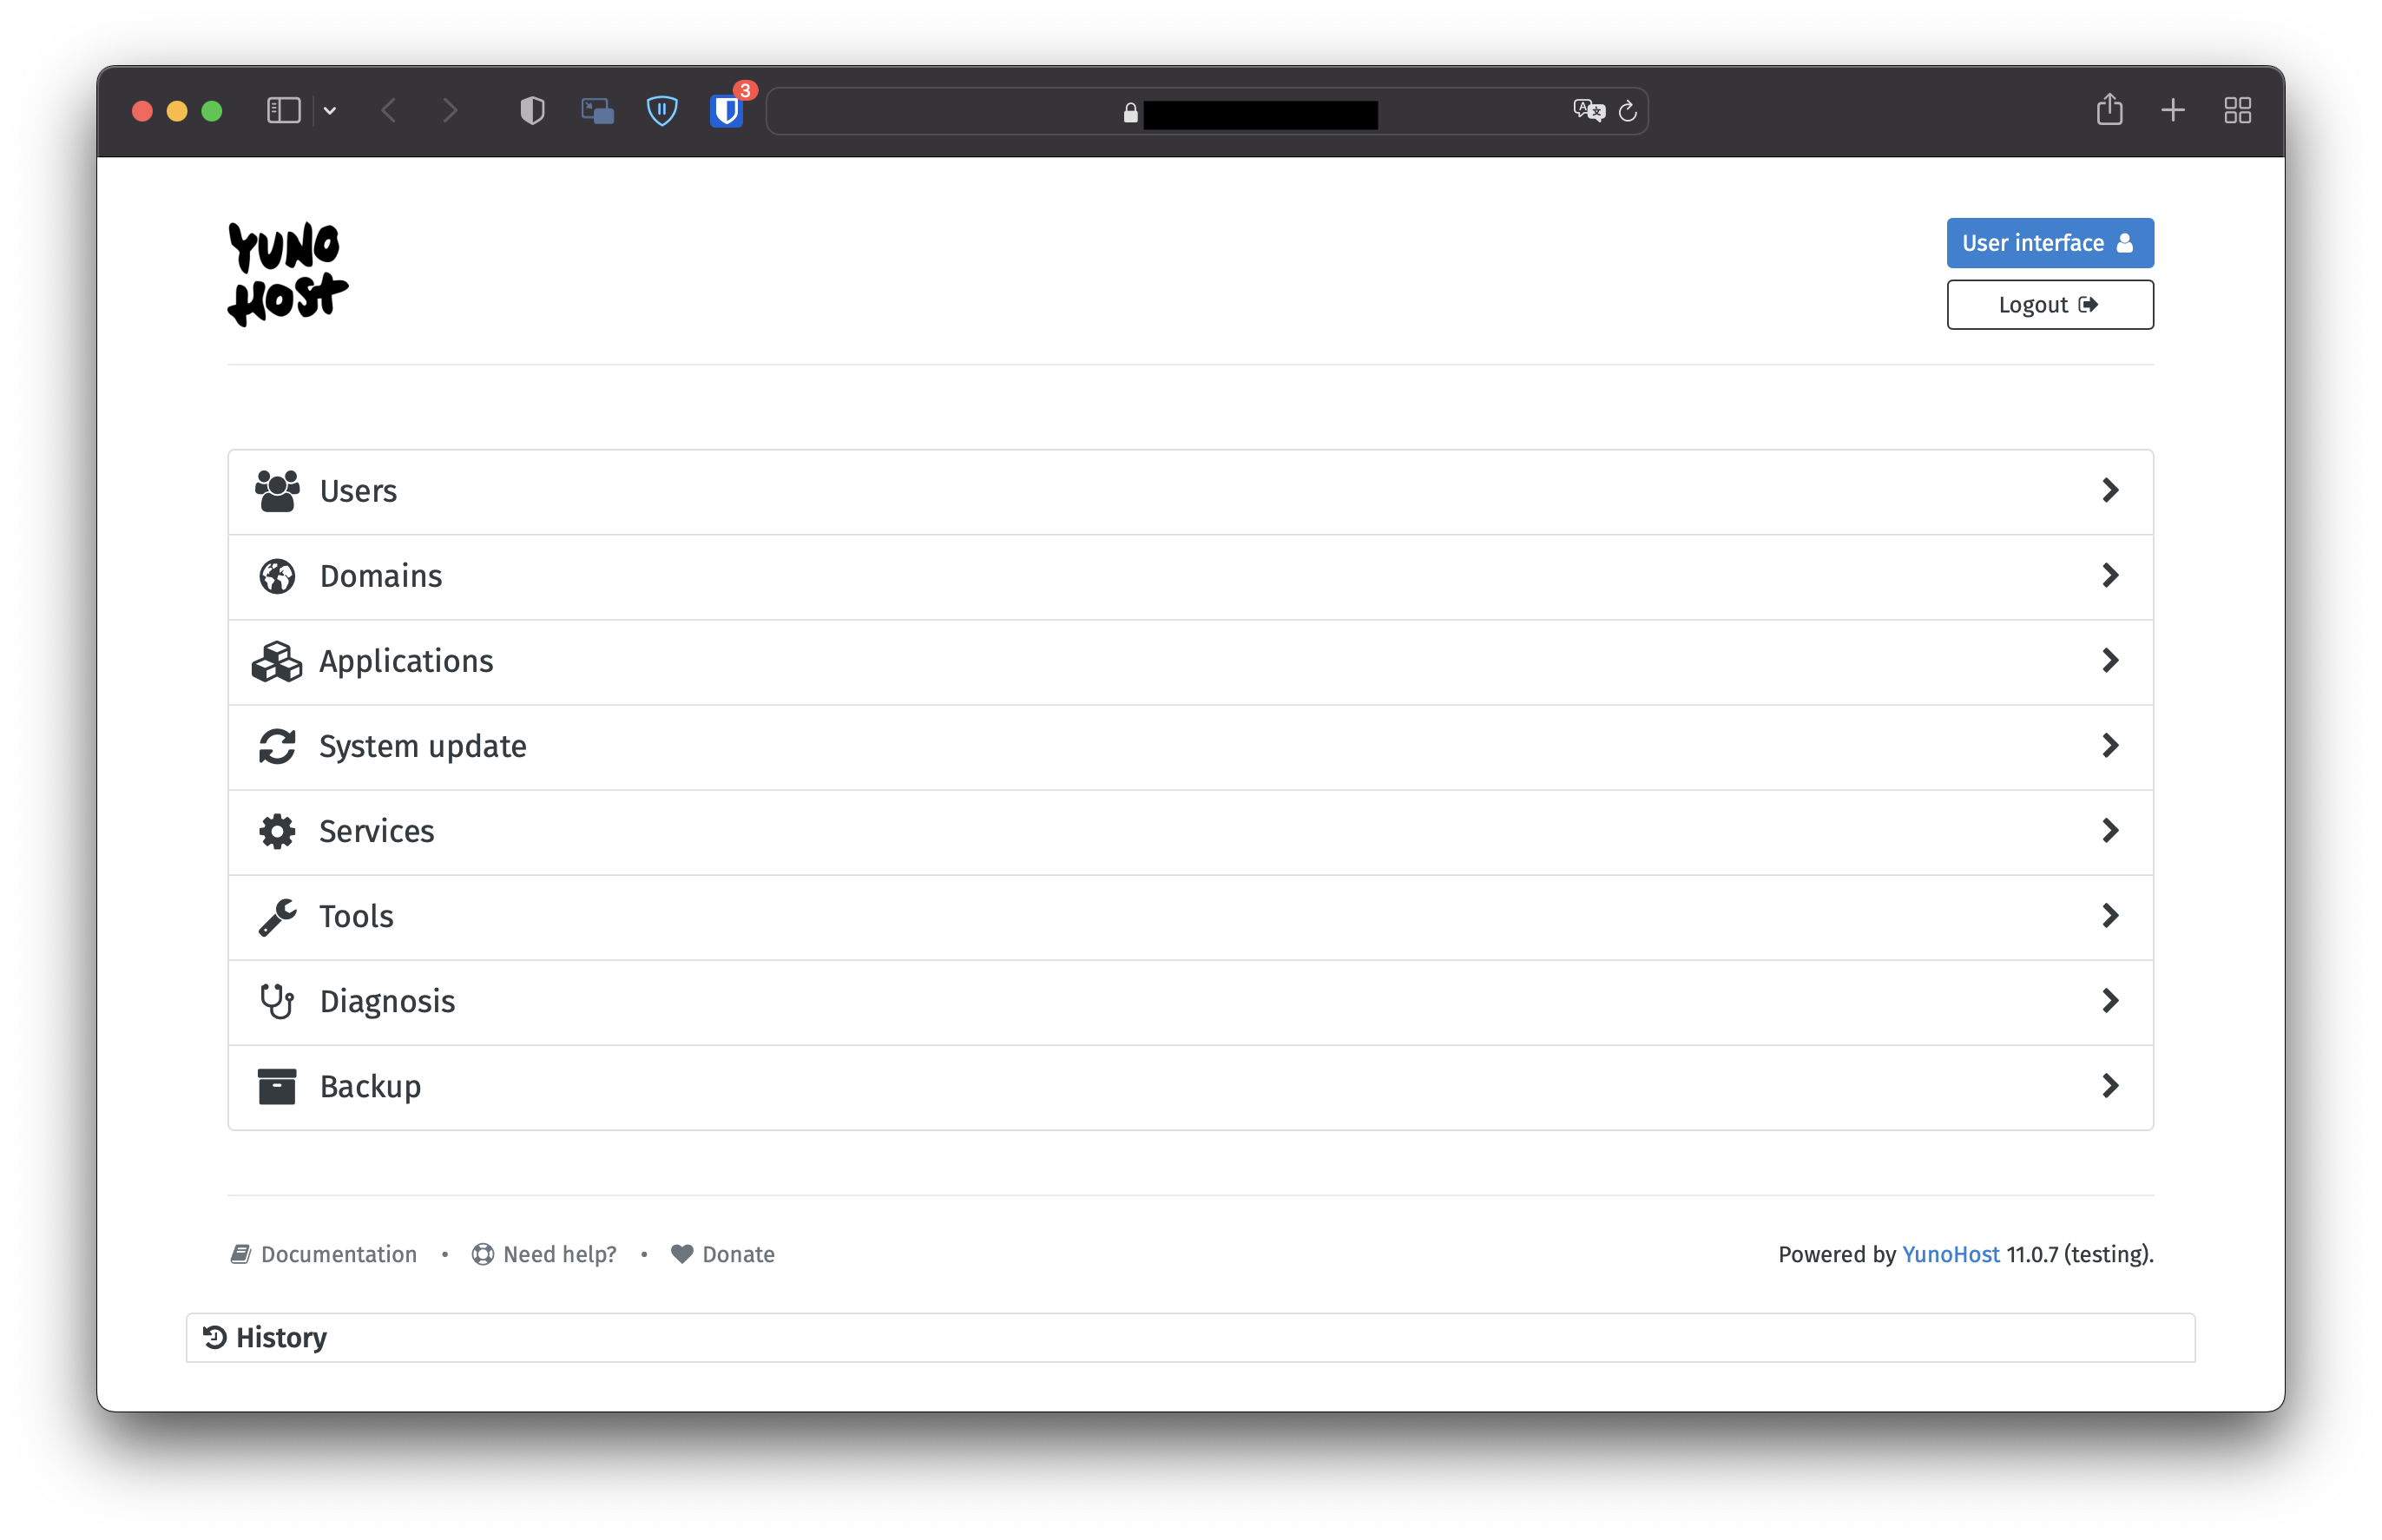 3
YUNO
HOST
User interface
Logout
Users
Domains
Applications
System update
Services
Tools
Diagnosis
Backup
Documentation • Need help? • Donate
Powered by YunoHost 11.0.7 (testing).
History